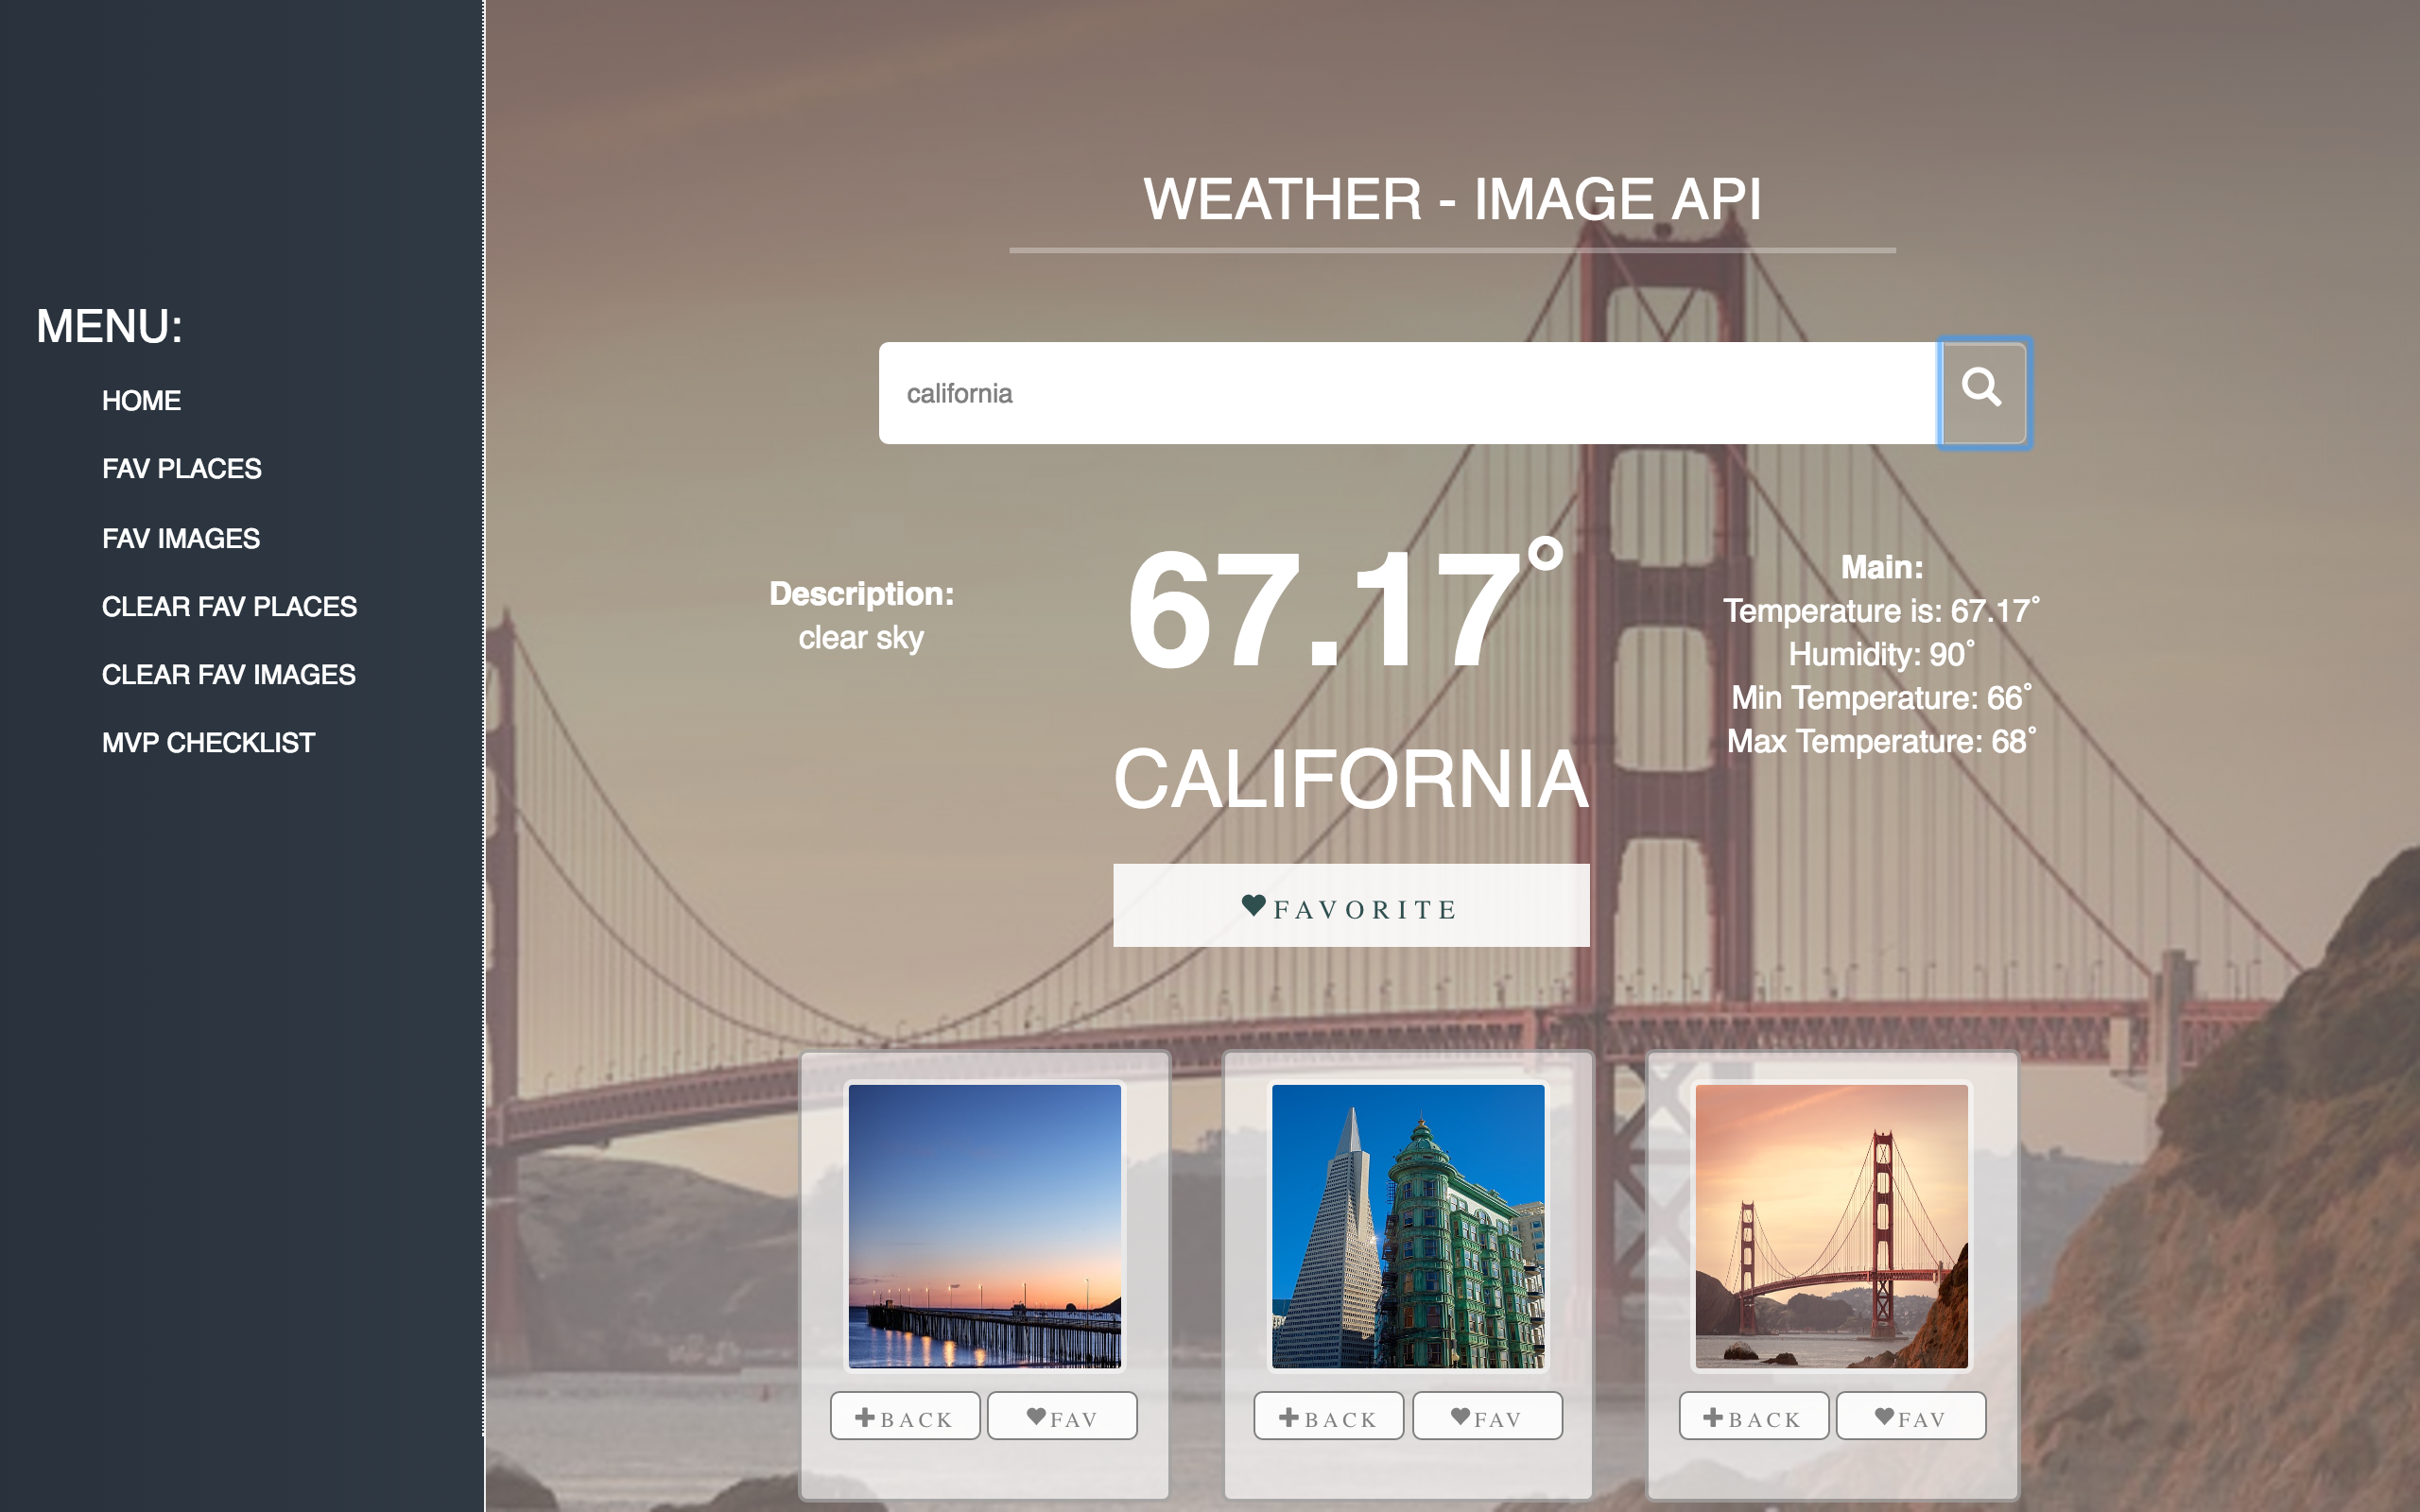 MENU:
HOME
FAV PLACES
FAV IMAGES
CLEAR FAV PLACES
CLEAR FAV IMAGES
MVP CHECKLIST
WEATHER - IMAGE API
california
Description:
clear sky
67.17°
CALIFORNIA
FAVORITE
Main:
Temperature is: 67.17°
Humidity: 90°
Min Temperature: 66°
Max Temperature: 68°
BACK FAV
BACK FAV
BACK FAV